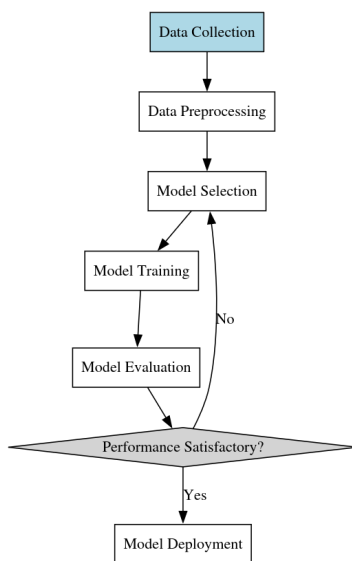 Data Collection
Data Preprocessing
Model Selection
Model Training
No
Model Evaluation
Performance Satisfactory?
Yes
Model Deployment